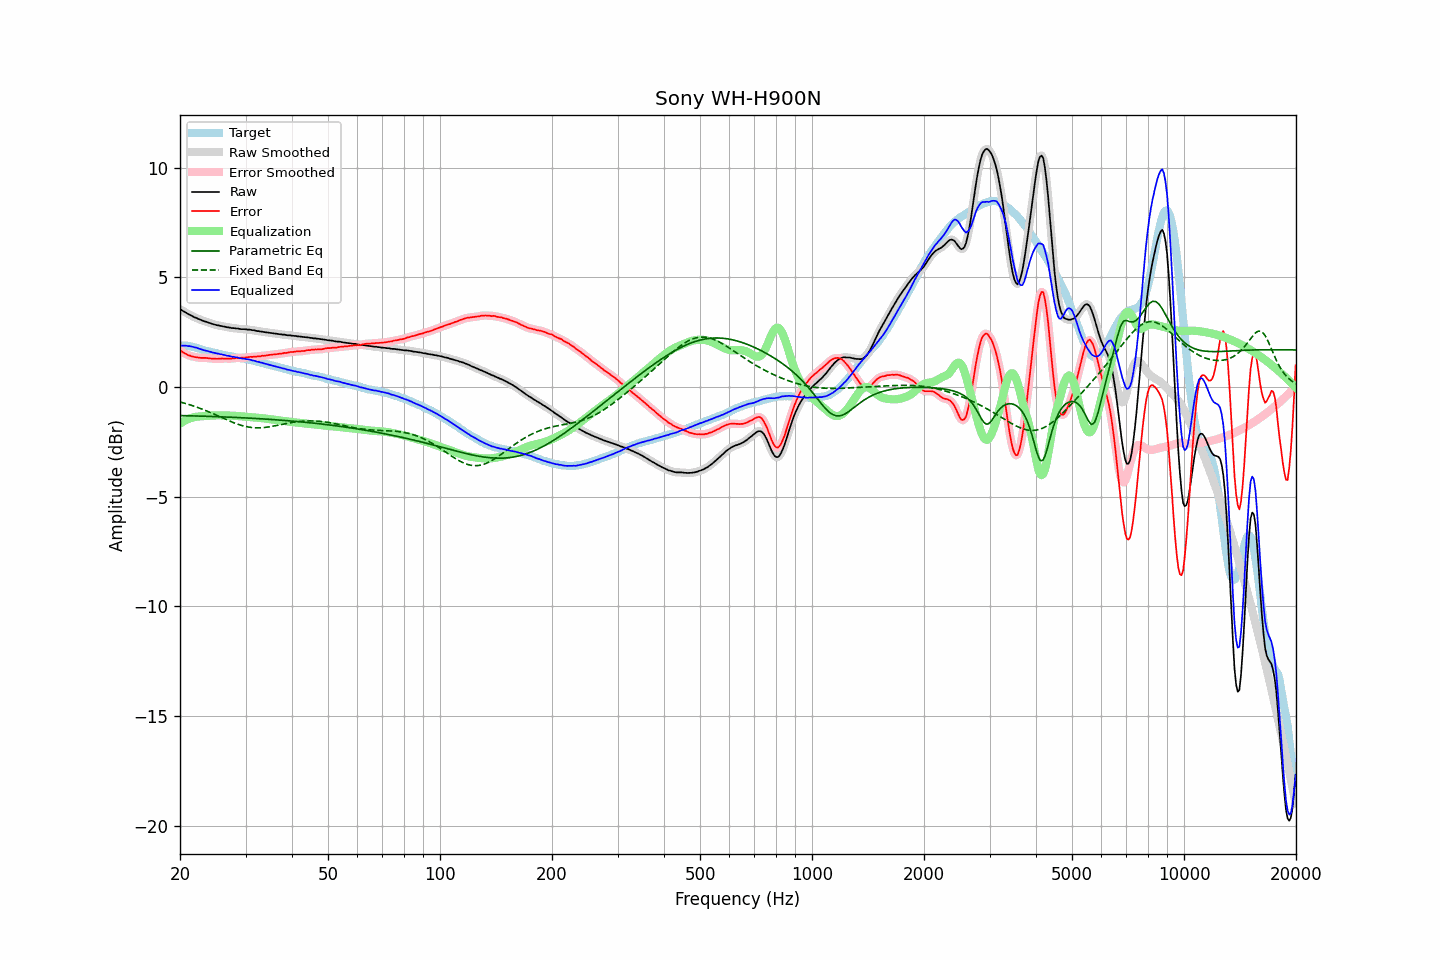 Sony WH-H900N
Target
Raw Smoothed
Error Smoothed
Raw
Error
Equalization
Parametric Eq
Fixed Band Eq
Equalized
Amplitude (dBr)
10
5
0
−5
−10
−15
−20
20
50
100
200
500
1000
2000
5000
10000
20000
Frequency (Hz)